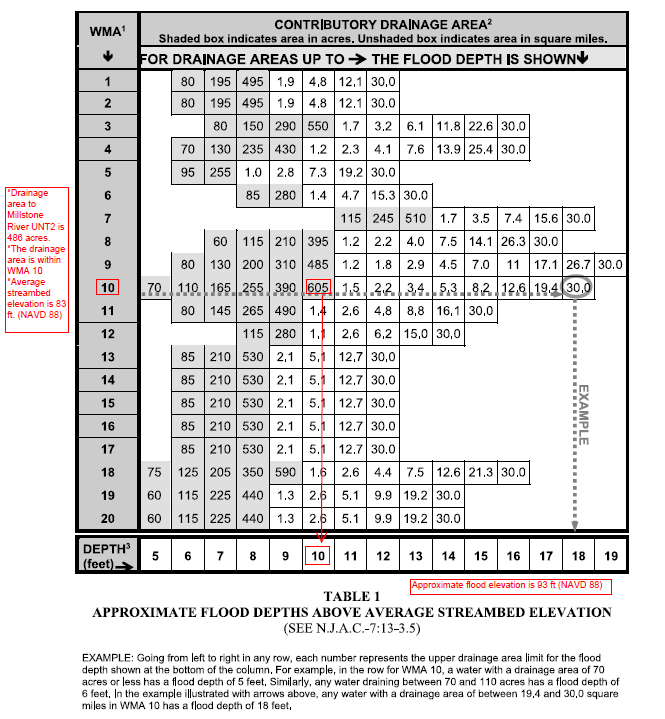 WMA¹
CONTRIBUTORY DRAINAGE AREA²
Shaded box indicates area in acres. Unshaded box indicates area in square miles.
FOR DRAINAGE AREAS UP TO → THE FLOOD DEPTH IS SHOWN
1 80 195 495 1.9 4.8 12.1 30.0
2 80 195 495 1.9 4.8 12.1 30.0
3 80 150 290 550 1.7 3.2 6.1 11.8 22.6 30.0
4 70 130 235 430 1.2 2.3 4.1 7.6 13.9 25.4 30.0
5 95 255 1.0 2.8 7.3 19.2 30.0
6 85 280 1.4 4.7 15.3 30.0
7 115 245 510 1.7 3.5 7.4 15.6 30.0
8 60 115 210 395 1.2 2.2 4.0 7.5 14.1 26.3 30.0
9 80 130 200 310 485 1.2 1.8 2.9 4.5 7.0 11 17.1 26.7 30.0
10 70 110 165 255 390 605 1.5 2.2 3.4 5.3 8.2 12.6 19.4 30.0
11 80 145 265 490 1.4 2.6 4.8 8.8 16.1 30.0
12 115 280 1.1 2.6 6.2 15.0 30.0
13 85 210 530 2.1 5.1 12.7 30.0
14 85 210 530 2.1 5.1 12.7 30.0
15 85 210 530 2.1 5.1 12.7 30.0
16 85 210 530 2.1 5.1 12.7 30.0
17 85 210 530 2.1 5.1 12.7 30.0
18 75 125 205 350 590 1.6 2.6 4.4 7.5 12.6 21.3 30.0
19 60 115 225 440 1.3 2.6 5.1 9.9 19.2 30.0
20 60 115 225 440 1.3 2.6 5.1 9.9 19.2 30.0
EXAMPLE
DEPTH³
(feet)→
5 6 7 8 9 10 11 12 13 14 15 16 17 18 19
*Drainage
area to
Millstone
River UNT2 is
486 acres.
*The drainage
area is within
WMA 10
*Average
streambed
elevation is 83
ft. (NAVD 88)
Approximate flood elevation is 93 ft (NAVD 88)
TABLE 1
APPROXIMATE FLOOD DEPTHS ABOVE AVERAGE STREAMBED ELEVATION
(SEE N.J.A.C.-7:13-3.5)
EXAMPLE: Going from left to right in any row, each number represents the upper drainage area limit for the flood
depth shown at the bottom of the column. For example, in the row for WMA 10, a water with a drainage area of 70
acres or less has a flood depth of 5 feet. Similarly, any water draining between 70 and 110 acres has a flood depth of
6 feet. In the example illustrated with arrows above, any water with a drainage area of between 19.4 and 30.0 square
miles in WMA 10 has a flood depth of 18 feet.